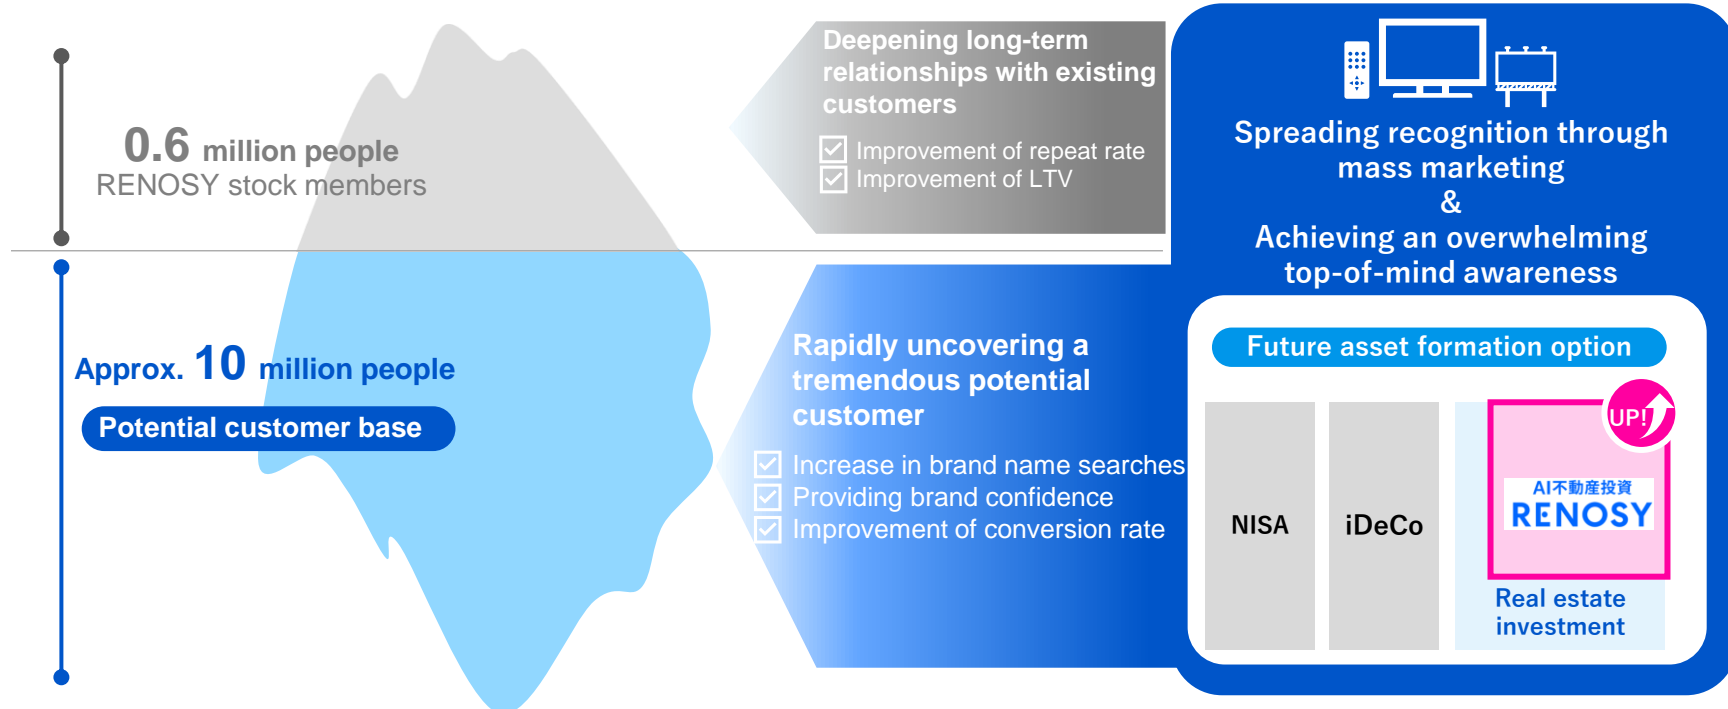 0.6 million people
RENOSY stock members
Approx. 10 million people
Potential customer base
Deepening long-term
relationships with existing
customers
Improvement of repeat rate
Improvement of LTV
Rapidly uncovering a
tremendous potential
customer
Increase in brand name searches
Providing brand confidence
Improvement of conversion rate
Spreading recognition through
mass marketing
&
Achieving an overwhelming
top-of-mind awareness
Future asset formation option
NISA
iDeCo
UP!
AI不動産投資
RENOSY
Real estate
investment